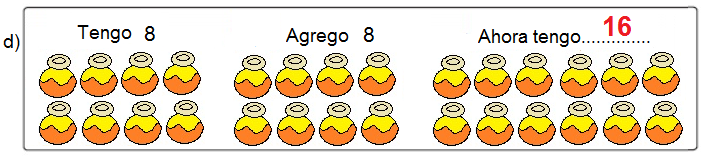 d) Tengo 8 Agrego 8 Ahora tengo..............16